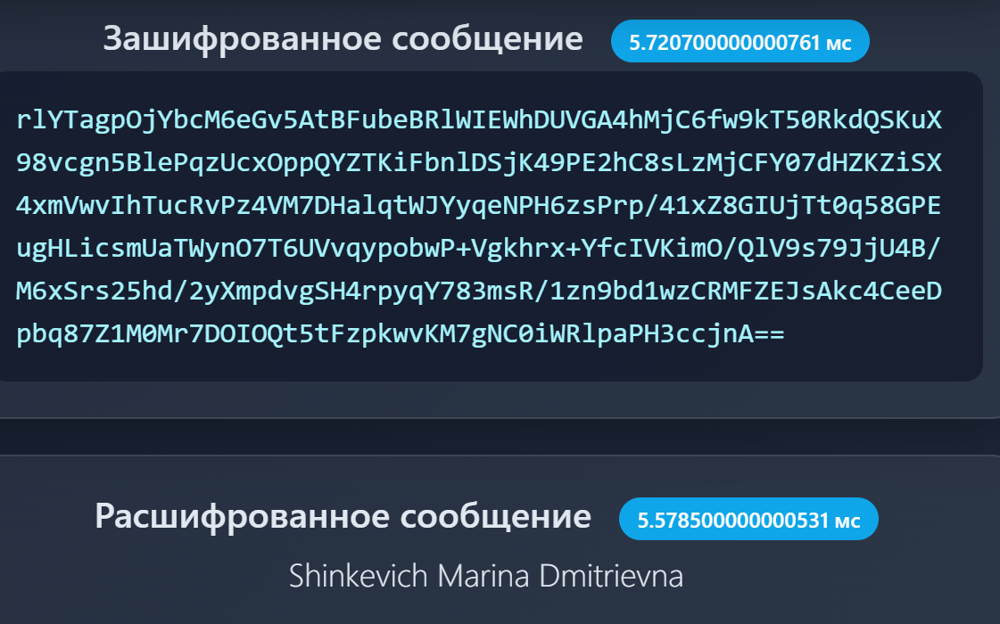 Зашифрованное сообщение 5.720700000000761 мс
rlYTagpOjYbcM6eGv5AtBFubeBRlWIEWhDUVGA4hMjC6fw9kT50RkdQSKuX
98vcgn5BlePqzUcxOppQYZTKiFbnlDSjK49PE2hC8sLzMjCFY07dHZKZiSX
4xmVwvIhTucRvPz4VM7DHalqtWJYyqeNPH6zsPrp/41xZ8GIUjTt0q58GPE
ugHLicsmUaTWynO7T6UVvqypobwP+Vgkhrx+YfcIVKimO/QlV9s79JjU4B/
M6xSrs25hd/2yXmpdvgSH4rpyqY783msR/1zn9bd1wzCRMFZEJsAkc4CeeD
pbq87Z1M0Mr7DOIOQt5tFzpkwvKM7gNC0iWRlpaPH3ccjnA==
Расшифрованное сообщение 5.578500000000531 мс
Shinkevich Marina Dmitrievna